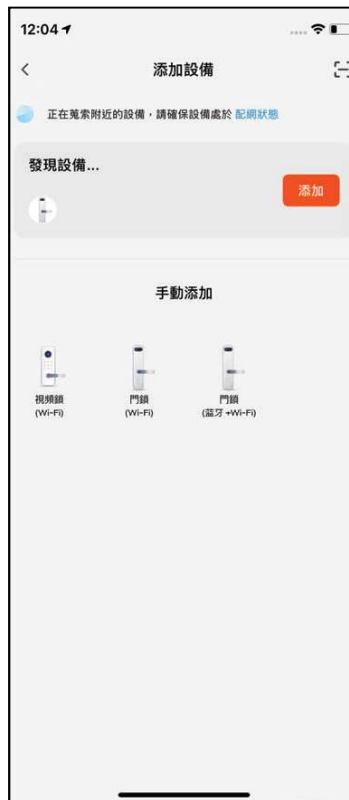 12:04
添加設備
正在蒐索附近的設備，請確保設備處於 配網狀態
發現設備...
添加
手動添加
視頻鎖
(Wi-Fi)
門鎖
(Wi-Fi)
門鎖
(蓝牙+Wi-Fi)